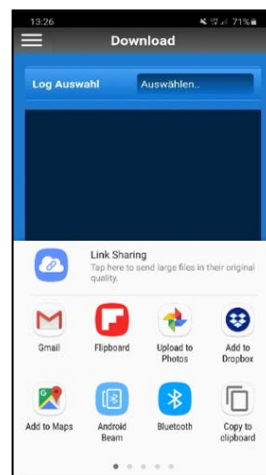 13:26
71%
Download
Log Auswahl
Auswählen..
Link Sharing
Tap here to send large files in their original
quality.
Gmail
Flipboard
Upload to
Photos
Add to
Dropbox
Add to Maps
Android
Beam
Bluetooth
Copy to
clipboard